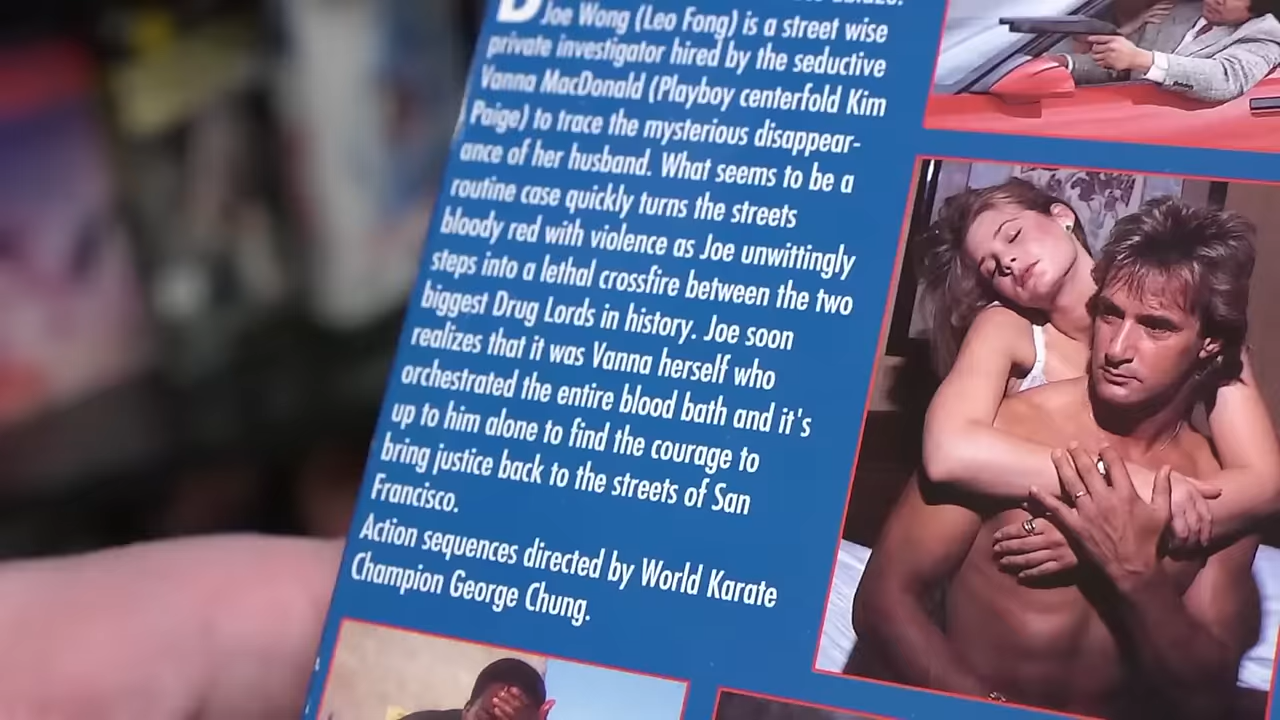 Joe Wong (Leo Fong) is a street wise
private investigator hired by the seductive
Vanna MacDonald (Playboy centerfold Kim
Paige) to trace the mysterious disappear-
ance of her husband. What seems to be a
routine case quickly turns the streets
bloody red with violence as Joe unwittingly
steps into a lethal crossfire between the two
biggest Drug Lords in history. Joe soon
realizes that it was Vanna herself who
orchestrated the entire blood bath and it's
up to him alone to find the courage to
bring justice back to the streets of San
Francisco.
Action sequences directed by World Karate
Champion George Chung.